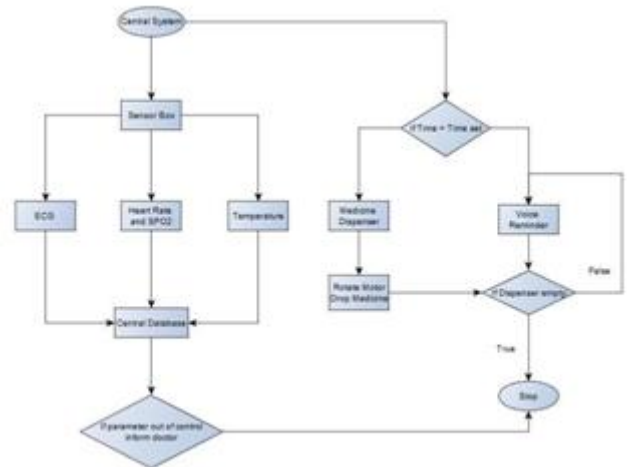 Central System
Sensor Box
If Time = Time set
ECG
Heart Rate
and SPO2
Temperature
Medicine
Dispenser
Voice
Reminder
False
Rotate Motor
Drop Medicine
If Dispenser empty
Central Database
True
Stop
If parameter out of control
inform doctor